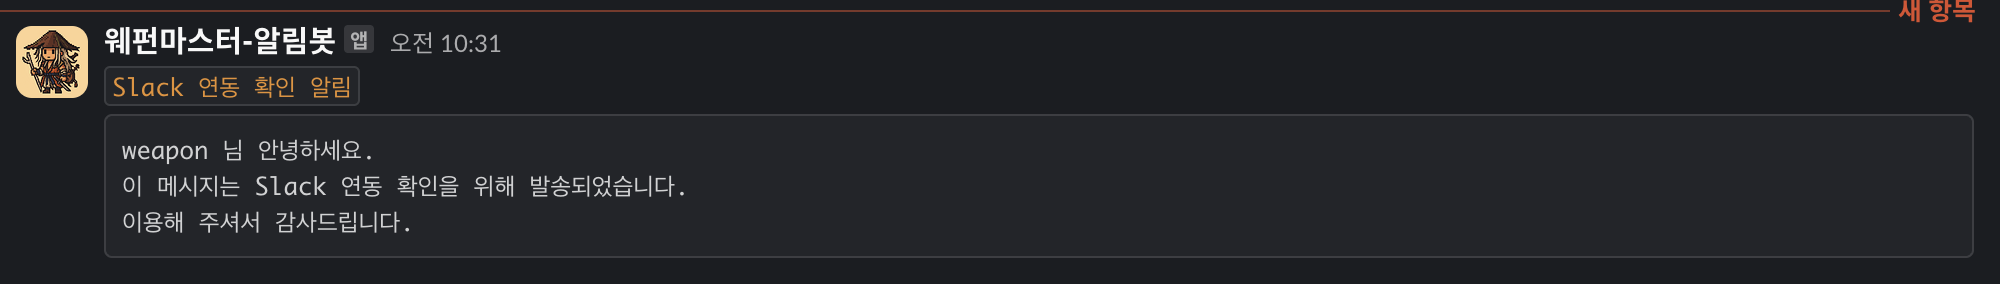 새 항목
웨펀마스터-알림봇 앱 오전 10:31
Slack 연동 확인 알림
weapon 님 안녕하세요.
이 메시지는 Slack 연동 확인을 위해 발송되었습니다.
이용해 주셔서 감사드립니다.